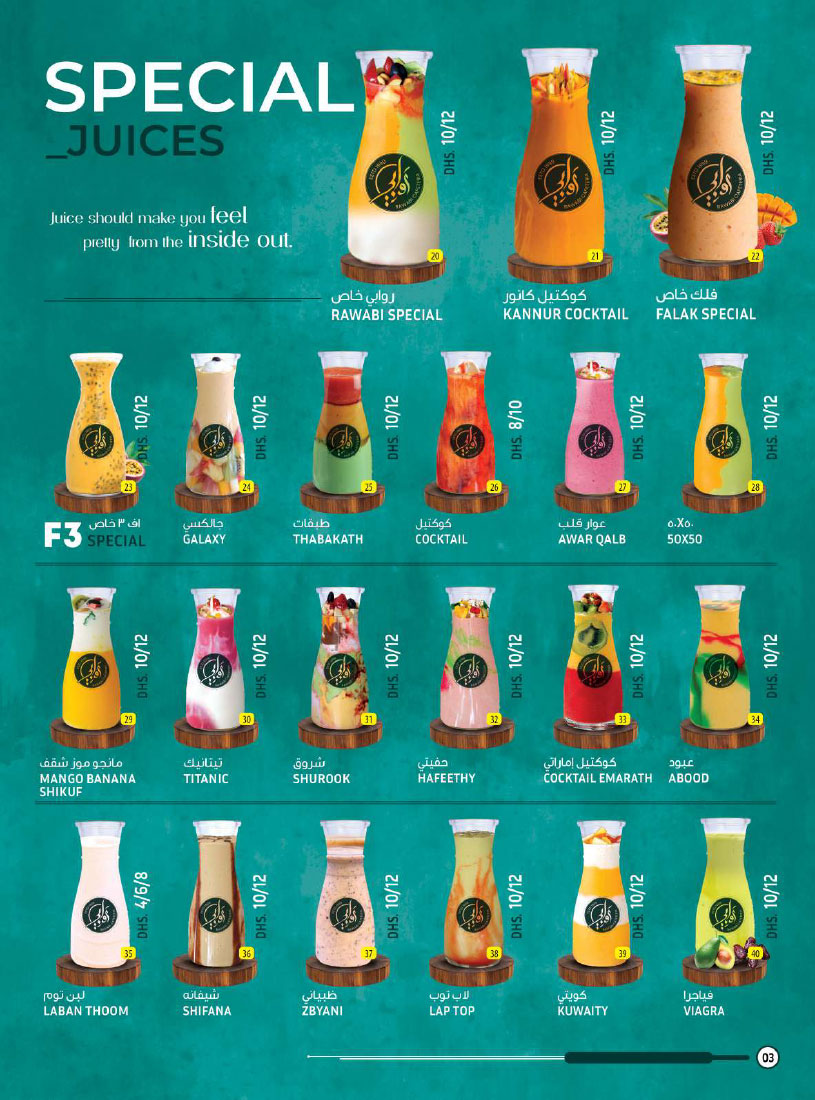 SPECIAL
_JUICES
Juice should make you feel
pretty from the inside out.
DHS. 10/12
20
روابي خاص
RAWABI SPECIAL
DHS. 10/12
21
كوكتيل كانور
KANNUR COCKTAIL
DHS. 10/12
22
فلك خاص
FALAK SPECIAL
DHS. 10/12
23
اف ٣ خاص
F3 SPECIAL
DHS. 10/12
24
جالكسي
GALAXY
DHS. 10/12
25
طبقات
THABAKATH
DHS. 8/10
26
كوكتيل
COCKTAIL
DHS. 10/12
27
عوار قلب
AWAR QALB
DHS. 10/12
28
٥٠X٥٠
50X50
DHS. 10/12
29
مانجو موز شقف
MANGO BANANA
SHIKUF
DHS. 10/12
30
تيتانيك
TITANIC
DHS. 10/12
31
شروق
SHUROOK
DHS. 10/12
32
حفيتي
HAFEETHY
DHS. 10/12
33
كوكتيل إماراتي
COCKTAIL EMARATH
DHS. 10/12
34
عبود
ABOOD
DHS. 4/6/8
35
لبن توم
LABAN THOOM
DHS. 10/12
36
شيفانه
SHIFANA
DHS. 10/12
37
ظبياني
ZBYANI
DHS. 10/12
38
لاب توب
LAP TOP
DHS. 10/12
39
كويتي
KUWAITY
DHS. 10/12
40
فياجرا
VIAGRA
03